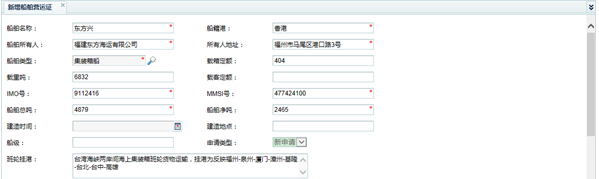 新增船舶营运证
船舶名称： 东方兴 * 船籍港： 香港 *
船舶所有人： 福建东方海运有限公司 * 所有人地址： 福州市马尾区港口路3号 *
船舶类型： 集装箱船 * 载箱定额： 404
载重吨： 6832 载客定额：
IMO号： 9112416 * MMSI号： 477424100 *
船舶总吨： 4879 * 船舶净吨： 2465 *
建造时间： 建造地点：
船级： 申请类型： 新申请
班轮挂港： 台湾海峡两岸间海上集装箱班轮货物运输，挂港为反映福州-泉州-厦门-漳州-基隆
-台北-台中-高雄